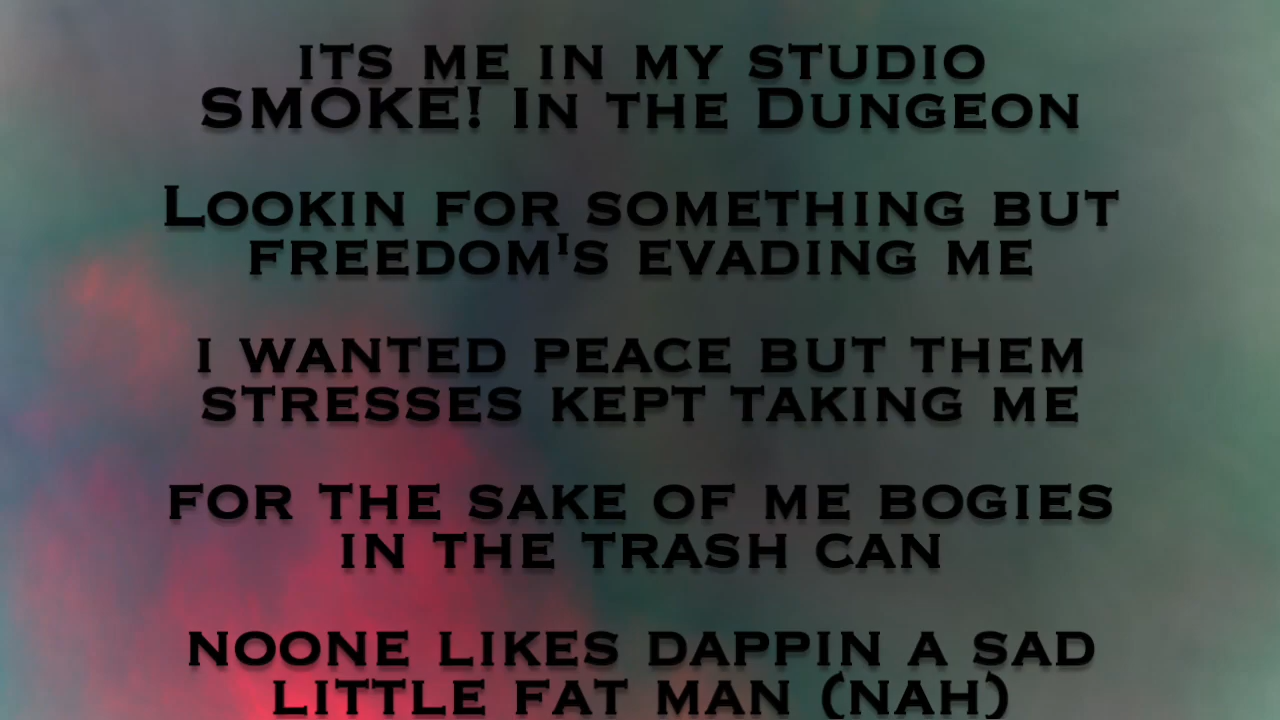 ITS ME IN MY STUDIO
SMOKE! IN THE DUNGEON
LOOKIN FOR SOMETHING BUT
FREEDOM'S EVADING ME
I WANTED PEACE BUT THEM
STRESSES KEPT TAKING ME
FOR THE SAKE OF ME BOGIES
IN THE TRASH CAN
NOONE LIKES DAPPIN A SAD
LITTLE FAT MAN (NAH)